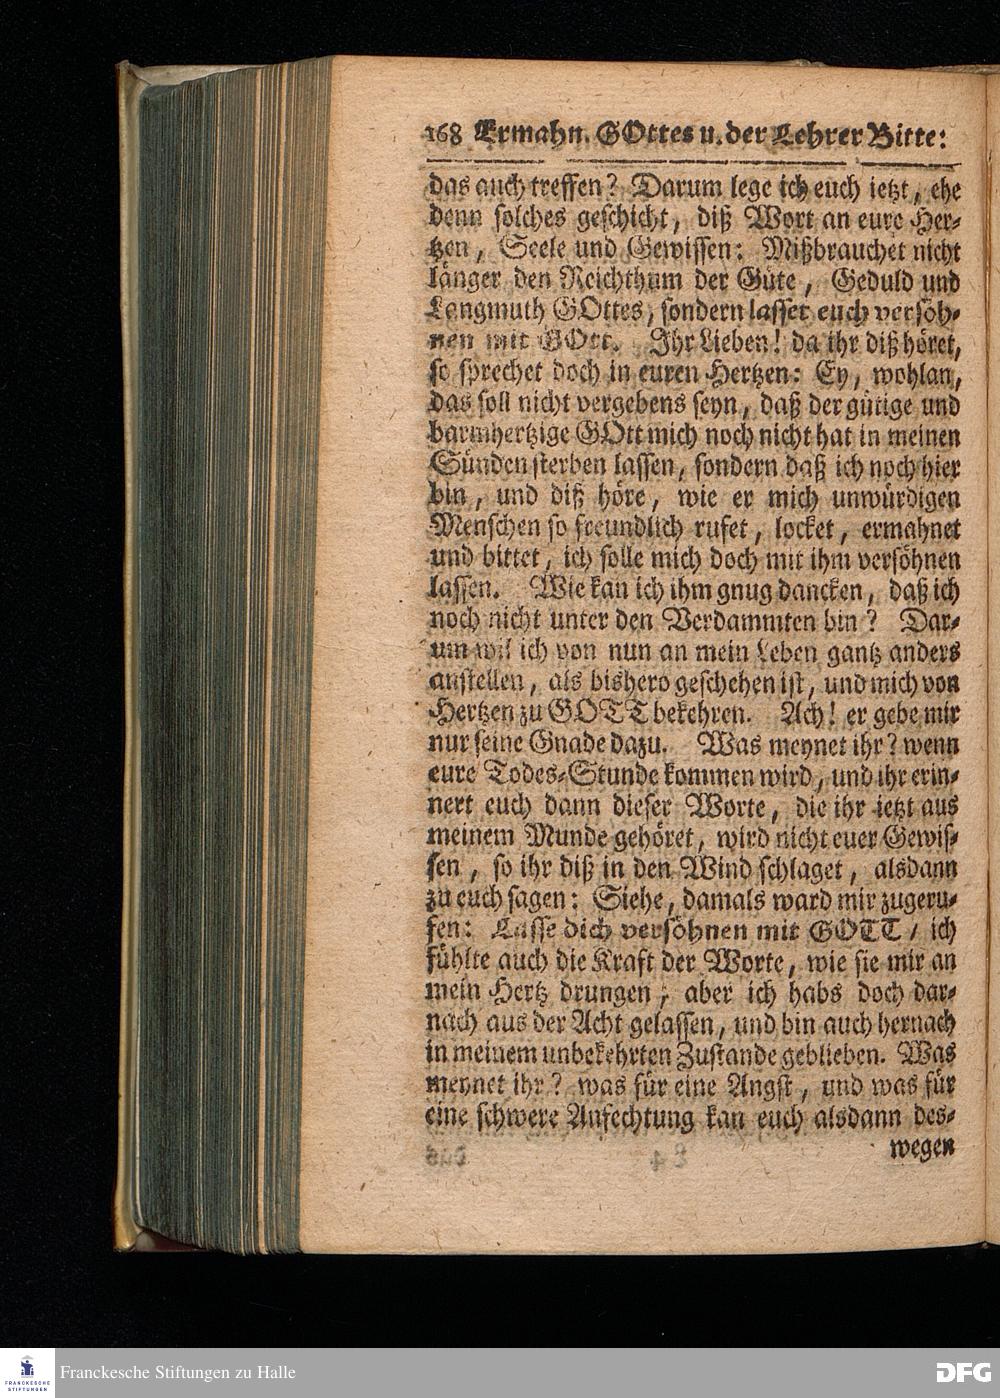 168 Ermahn. GOttes u. der Lehrer Bitte:
das auch treffen? Darum lege ich euch ietzt, ehe
denn solches geschicht, diß Wort an eure Her-
tzen, Seele und Gewissen: Mißbrauchet nicht
länger den Reichthum der Güte, Geduld und
Langmuth GOttes, sondern lasset euch versöh-
nen mit GOtt. Ihr Lieben! da ihr diß höret,
so sprechet doch in euren Hertzen: Ey, wohlan,
das soll nicht vergebens seyn, daß der gütige und
barmhertzige GOtt mich noch nicht hat in meinen
Sünden sterben lassen, sondern daß ich noch hier
bin, und diß höre, wie er mich unwürdigen
Menschen so freundlich rufet, locket, ermahnet
und bittet, ich solle mich doch mit ihm versöhnen
lassen. Wie kan ich ihm gnug dancken, daß ich
noch nicht unter den Verdammten bin? Dar-
um wil ich von nun an mein Leben gantz anders
anstellen, als bishero geschehen ist, und mich von
Hertzen zu GOTT bekehren. Ach! er gebe mir
nur seine Gnade dazu. Was meynet ihr? wenn
eure Todes-Stunde kommen wird, und ihr erin-
nert euch dann dieser Worte, die ihr ietzt aus
meinem Munde gehöret, wird nicht euer Gewis-
sen, so ihr diß in den Wind schlaget, alsdann
zu euch sagen: Siehe, damals ward mir zugeru-
fen: Lasse dich versöhnen mit GOTT / ich
fühlte auch die Kraft der Worte, wie sie mir an
mein Hertz drungen, aber ich habs doch dar-
nach aus der Acht gelassen, und bin auch hernach
in meinem unbekehrten Zustande geblieben. Was
meynet ihr? was für eine Angst, und was für
eine schwere Anfechtung kan euch alsdann des-
wegen
FRANCKESCHE
STIFTUNGEN
Franckesche Stiftungen zu Halle
DFG